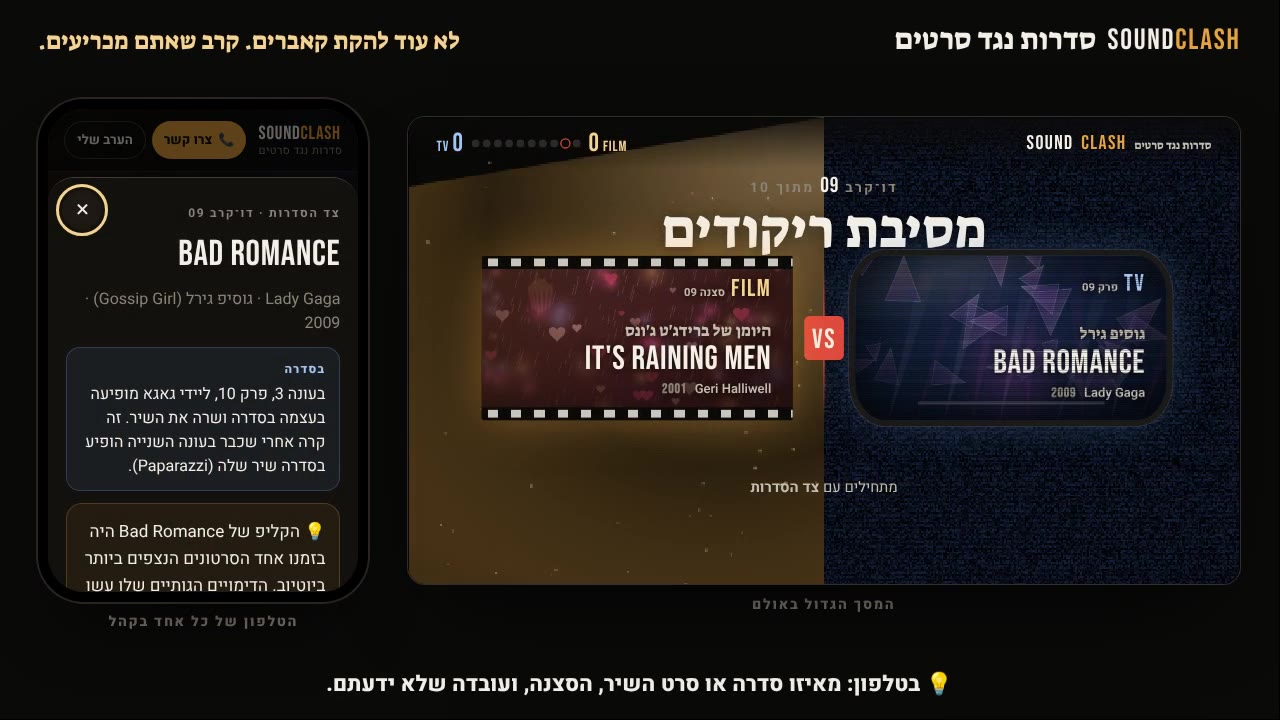 SOUNDCLASH סדרות נגד סרטים
לא עוד להקת קאברים. קרב שאתם מכריעים.
SOUND CLASH סדרות נגד סרטים
TV 0
0 FILM
דו־קרב 09 מתוך 10
מסיבת ריקודים
TV פרק 09
גוסיפ גירל
BAD ROMANCE
2009 Lady Gaga
VS
FILM סצנה 09
היומן של ברידג'ט ג'ונס
IT'S RAINING MEN
2001 Geri Halliwell
מתחילים עם צד הסדרות
המסך הגדול באולם
SOUNDCLASH
סדרות נגד סרטים
📞 צרו קשר
הערב שלי
✕
צד הסדרות · דו־קרב 09
BAD ROMANCE
Lady Gaga · גוסיפ גירל (Gossip Girl) ·
2009
בסדרה
בעונה 3, פרק 10, ליידי גאגא מופיעה
בעצמה בסדרה ושרה את השיר. זה
קרה אחרי שכבר בעונה השנייה הופיע
בסדרה שיר שלה (Paparazzi).
💡 הקליפ של Bad Romance היה
בזמנו אחד הסרטונים הנצפים ביותר
ביוטיוב. הדימויים הגותיים שלו עשו
הטלפון של כל אחד בקהל
💡 בטלפון: מאיזו סדרה או סרט השיר, הסצנה, ועובדה שלא ידעתם.